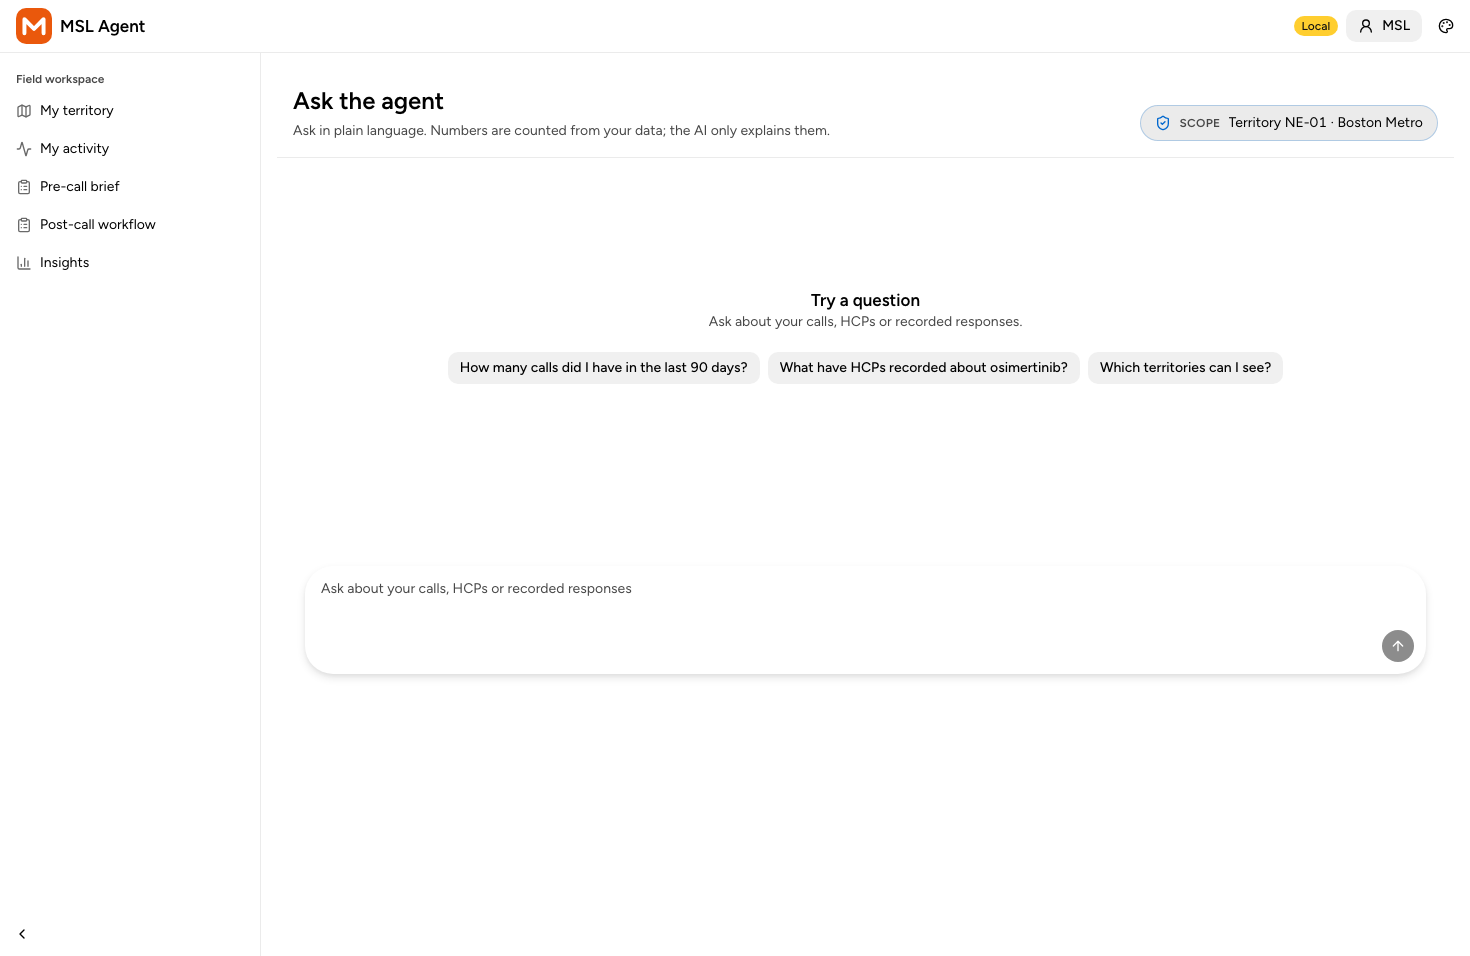 MSL Agent
Local
MSL
Field workspace
My territory
My activity
Pre-call brief
Post-call workflow
Insights
Ask the agent
Ask in plain language. Numbers are counted from your data; the AI only explains them.
SCOPE Territory NE-01 · Boston Metro
Try a question
Ask about your calls, HCPs or recorded responses.
How many calls did I have in the last 90 days?
What have HCPs recorded about osimertinib?
Which territories can I see?
Ask about your calls, HCPs or recorded responses